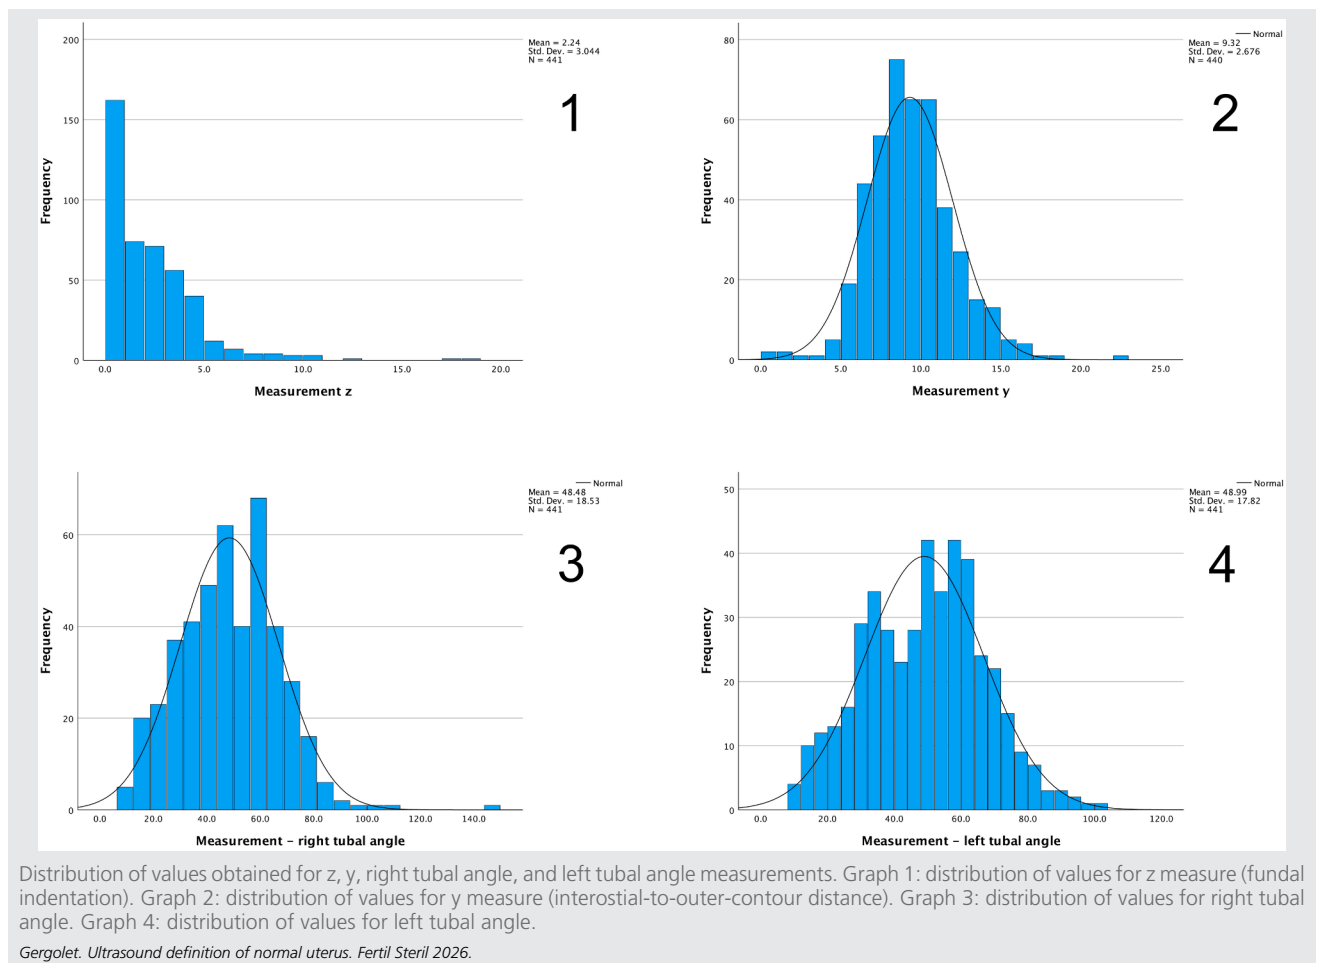 200
150
100
50
0
Frequency
0.0 5.0 10.0 15.0 20.0
Measurement z
Mean = 2.24
Std. Dev. = 3.044
N = 441
1
80
60
40
20
0
Frequency
0.0 5.0 10.0 15.0 20.0 25.0
Measurement y
Normal
Mean = 9.32
Std. Dev. = 2.676
N = 440
2
60
40
20
0
Frequency
0.0 20.0 40.0 60.0 80.0 100.0 120.0 140.0
Measurement – right tubal angle
Normal
Mean = 48.48
Std. Dev. = 18.53
N = 441
3
50
40
30
20
10
0
Frequency
0.0 20.0 40.0 60.0 80.0 100.0 120.0
Measurement – left tubal angle
Normal
Mean = 48.99
Std. Dev. = 17.82
N = 441
4
Distribution of values obtained for z, y, right tubal angle, and left tubal angle measurements. Graph 1: distribution of values for z measure (fundal
indentation). Graph 2: distribution of values for y measure (interostial-to-outer-contour distance). Graph 3: distribution of values for right tubal
angle. Graph 4: distribution of values for left tubal angle.
Gergolet. Ultrasound definition of normal uterus. Fertil Steril 2026.